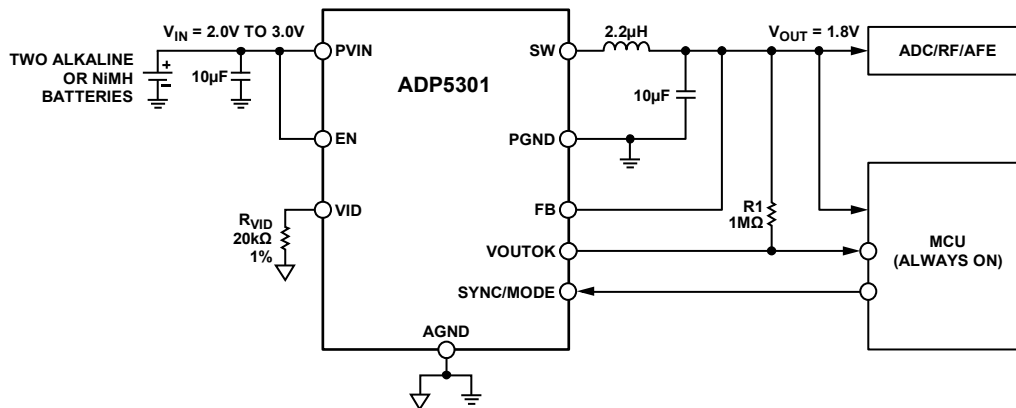 V_IN = 2.0V TO 3.0V
TWO ALKALINE
OR NiMH
BATTERIES
+
−
10µF
PVIN
EN
VID
R_VID
20kΩ
1%
ADP5301
AGND
SW
PGND
FB
VOUTOK
SYNC/MODE
2.2µH
10µF
V_OUT = 1.8V
R1
1MΩ
ADC/RF/AFE
MCU
(ALWAYS ON)